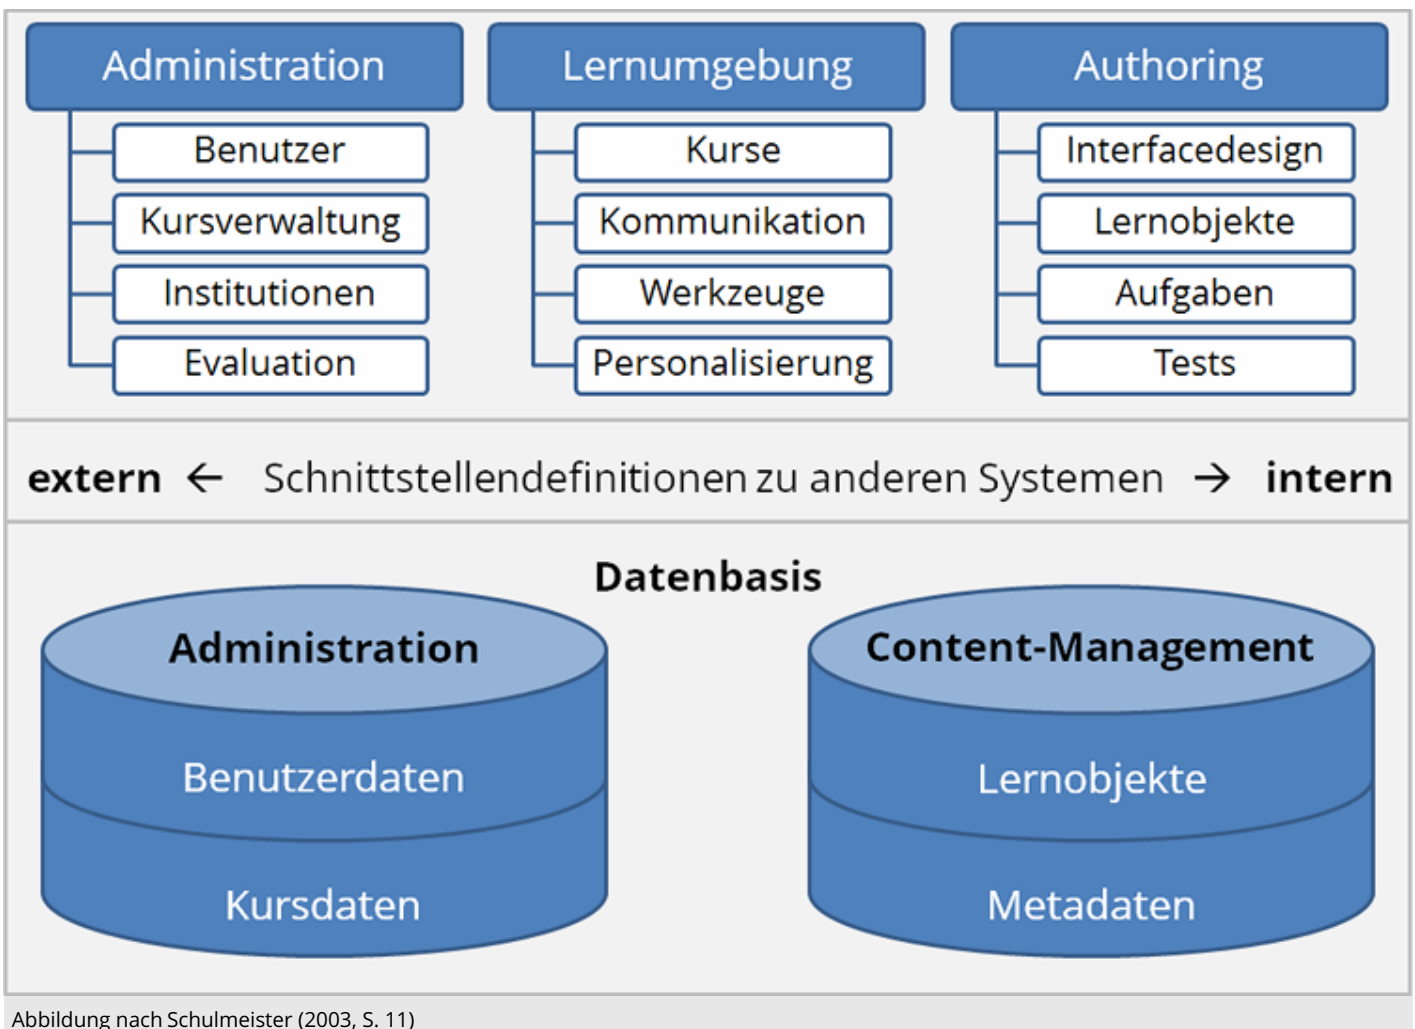 Administration
Benutzer
Kursverwaltung
Institutionen
Evaluation
Lernumgebung
Kurse
Kommunikation
Werkzeuge
Personalisierung
Authoring
Interfacedesign
Lernobjekte
Aufgaben
Tests
extern ← Schnittstellendefinitionen zu anderen Systemen → intern
Datenbasis
Administration
Benutzerdaten
Kursdaten
Content-Management
Lernobjekte
Metadaten
Abbildung nach Schulmeister (2003, S. 11)